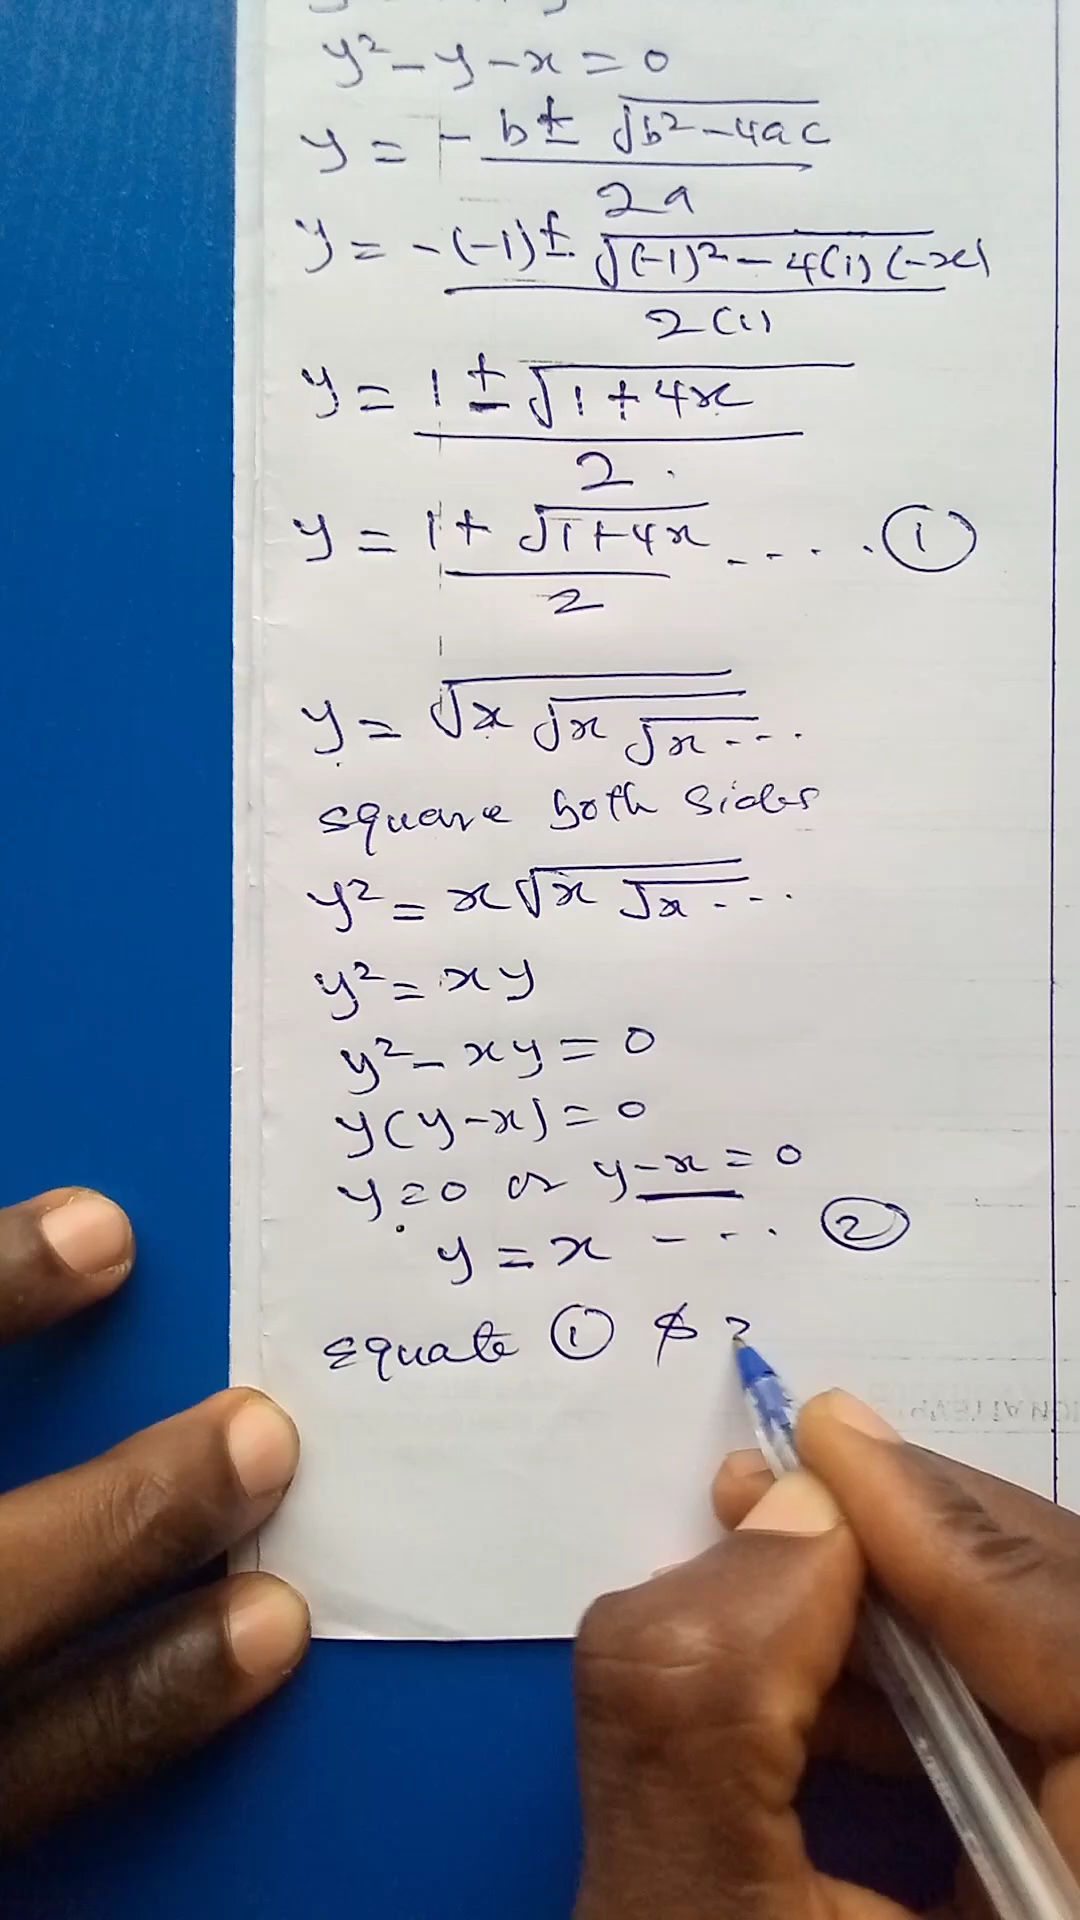 y² - y - x = 0
y = - b ± √b² - 4ac / 2a
y = -(-1) ± √(-1)² - 4(1)(-x) / 2(1)
y = 1 ± √1 + 4x / 2
y = 1 + √1 + 4x / 2 .... ①
y = √x √x √x ...
square both sides
y² = x √x √x ...
y² = xy
y² - xy = 0
y(y - x) = 0
y = 0 or y - x = 0
y = x .... ②
Equate ① & 2